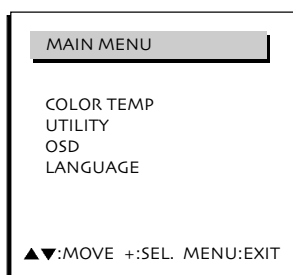 MAIN MENU
COLOR TEMP
UTILITY
OSD
LANGUAGE
▲▼:MOVE +:SEL. MENU:EXIT